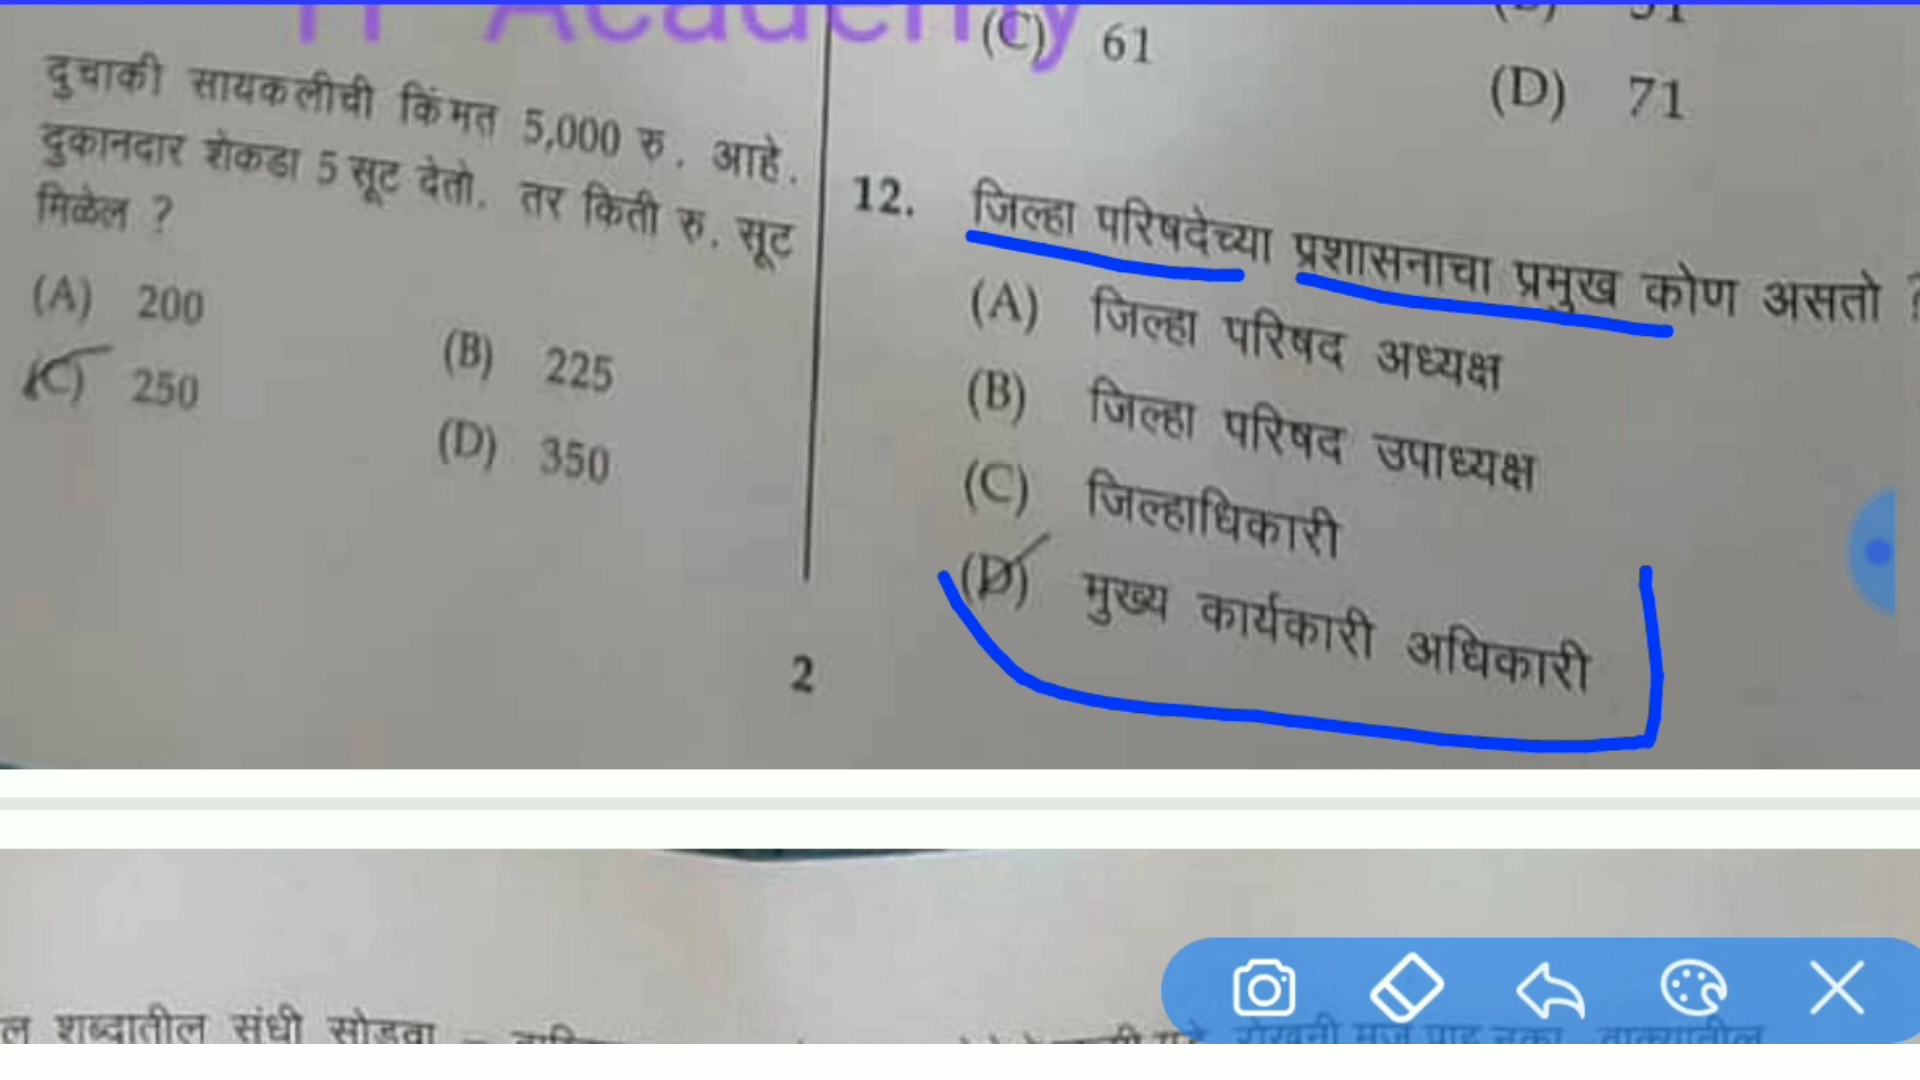 Academy
दुचाकी सायकलीची किंमत 5,000 रु. आहे.
दुकानदार शेकडा 5 सूट देतो. तर किती रु. सूट
मिळेल ?
(A) 200
(B) 225
(C) 250
(D) 350
2
(C) 61
(D) 71
12. जिल्हा परिषदेच्या प्रशासनाचा प्रमुख कोण असतो ?
(A) जिल्हा परिषद अध्यक्ष
(B) जिल्हा परिषद उपाध्यक्ष
(C) जिल्हाधिकारी
(D) मुख्य कार्यकारी अधिकारी
शब्दातील संधी सोडवा